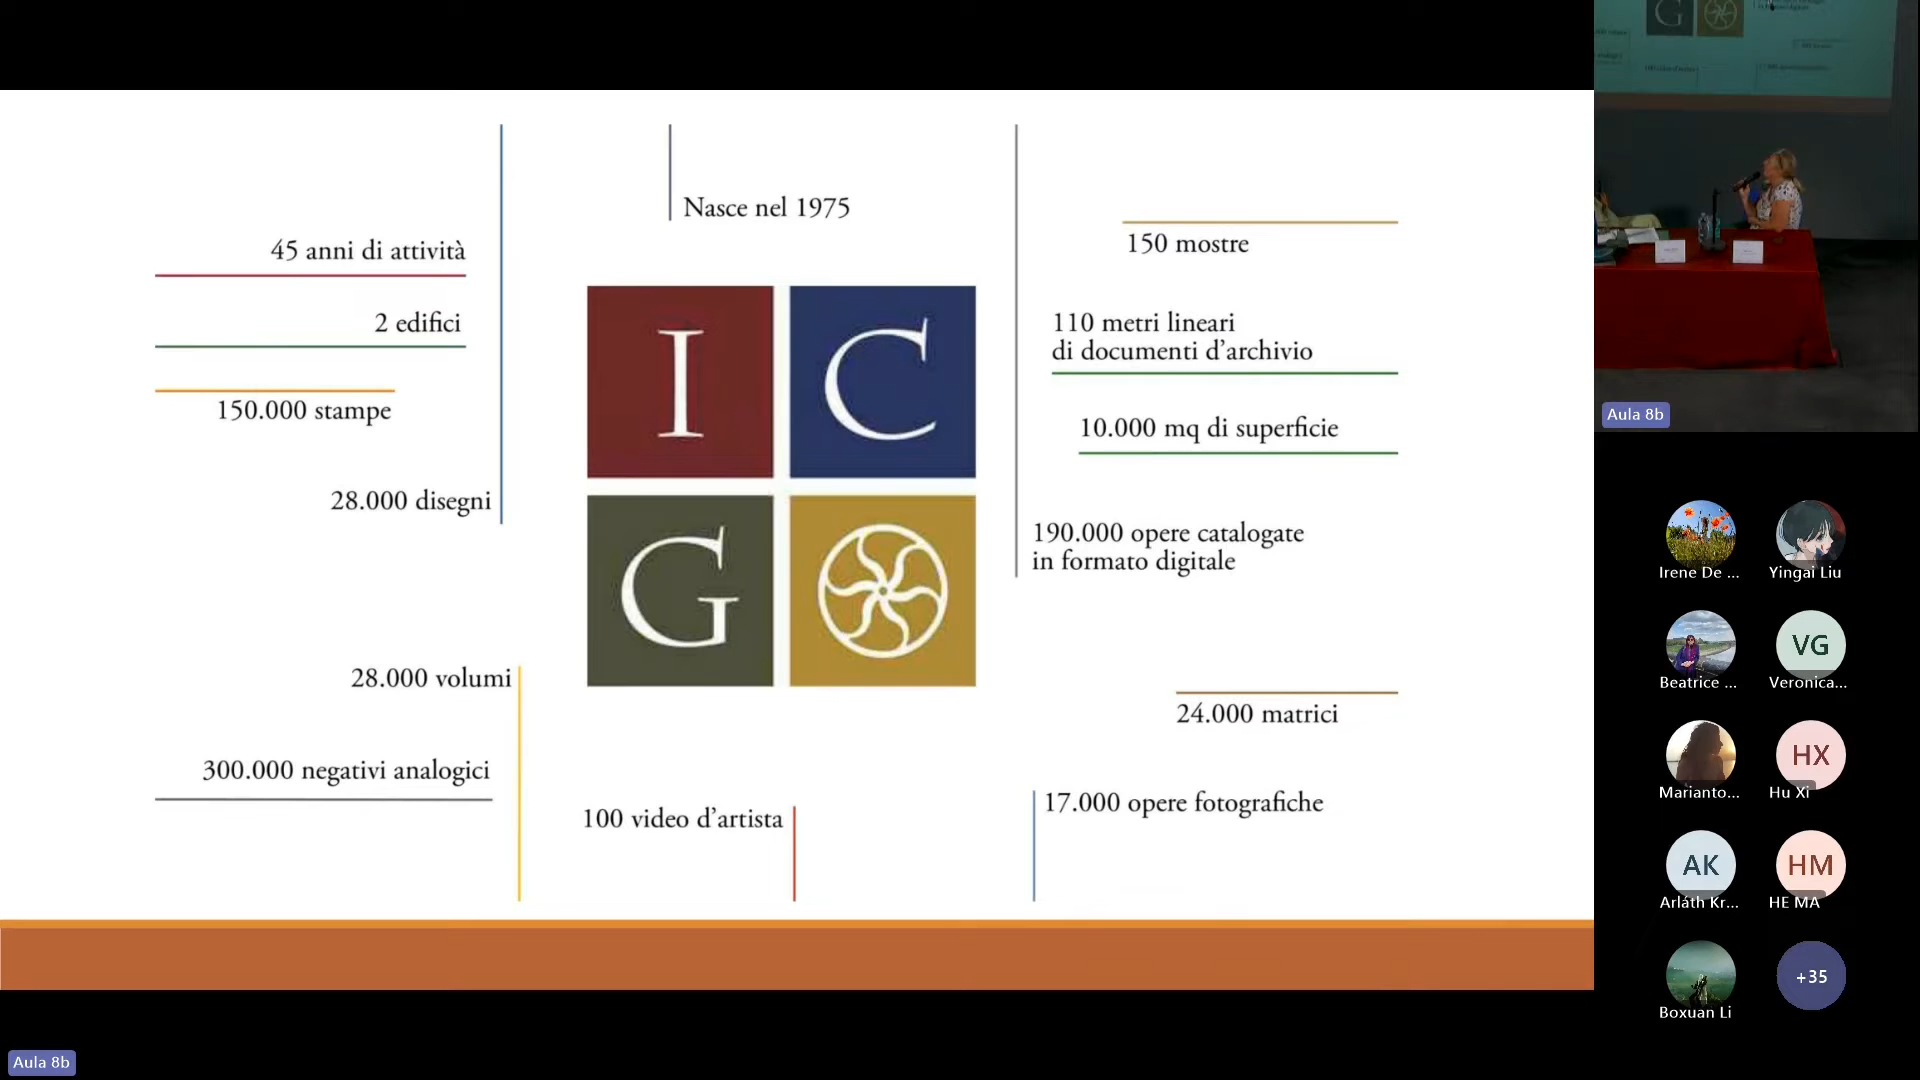 Nasce nel 1975
45 anni di attività
2 edifici
150.000 stampe
28.000 disegni
28.000 volumi
300.000 negativi analogici
100 video d’artista
I C
G
150 mostre
110 metri lineari
di documenti d’archivio
10.000 mq di superficie
190.000 opere catalogate
in formato digitale
24.000 matrici
17.000 opere fotografiche
G
Aula 8b
Irene De ...
Yingai Liu
Beatrice ...
VG
Veronica...
Marianto...
HX
Hu Xi
AK
Arláth Kr...
HM
HE MA
Boxuan Li
+35
Aula 8b